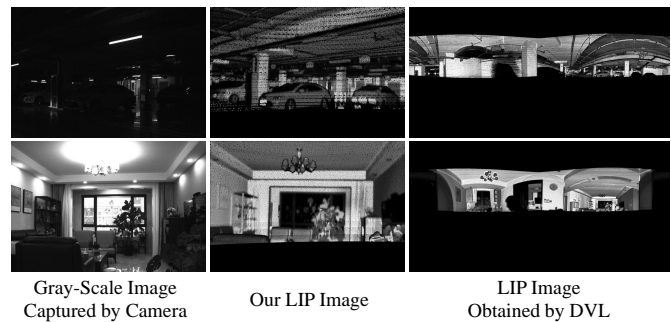 Gray-Scale Image
Captured by Camera
Our LIP Image
LIP Image
Obtained by DVL